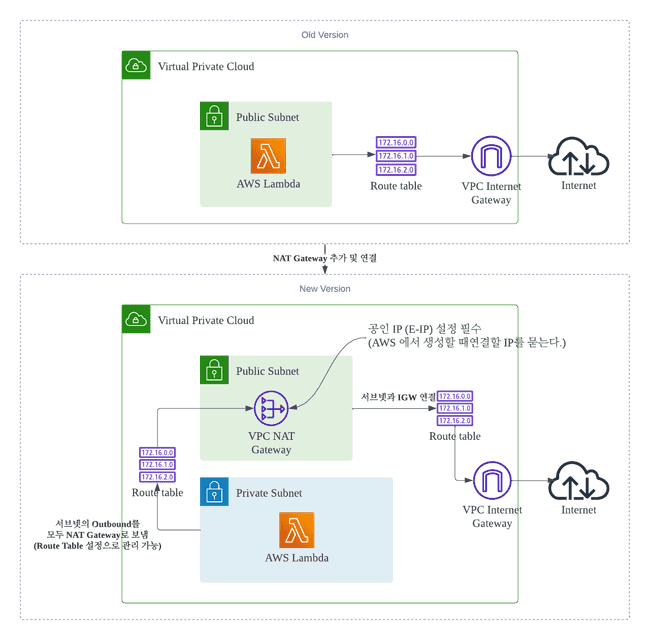 Old Version
Virtual Private Cloud
Public Subnet
AWS Lambda
172.16.0.0
172.16.1.0
172.16.2.0
Route table
VPC Internet
Gateway
Internet
NAT Gateway 추가 및 연결
New Version
Virtual Private Cloud
공인 IP (E-IP) 설정 필수
(AWS 에서 생성할 때연결할 IP를 묻는다.)
Public Subnet
VPC NAT
Gateway
서브넷과 IGW 연결
172.16.0.0
172.16.1.0
172.16.2.0
Route table
172.16.0.0
172.16.1.0
172.16.2.0
Route table
VPC Internet
Gateway
Internet
Private Subnet
AWS Lambda
서브넷의 Outbound를
모두 NAT Gateway로 보냄
(Route Table 설정으로 관리 가능)